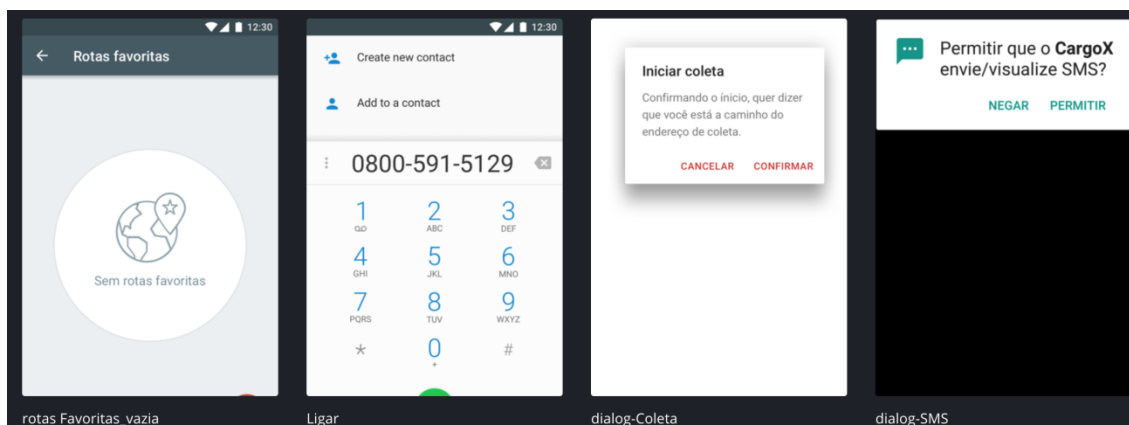 12:30
Rotas favoritas
Sem rotas favoritas
rotas Favoritas_vazia
12:30
Create new contact
Add to a contact
0800-591-5129
1 2 3
ABC DEF
4 5 6
GHI JKL MNO
7 8 9
PQRS TUV WXYZ
* 0 #
+
Ligar
Iniciar coleta
Confirmando o ínicio, quer dizer
que você está a caminho do
endereço de coleta.
CANCELAR CONFIRMAR
dialog-Coleta
Permitir que o CargoX
envie/visualize SMS?
NEGAR PERMITIR
dialog-SMS